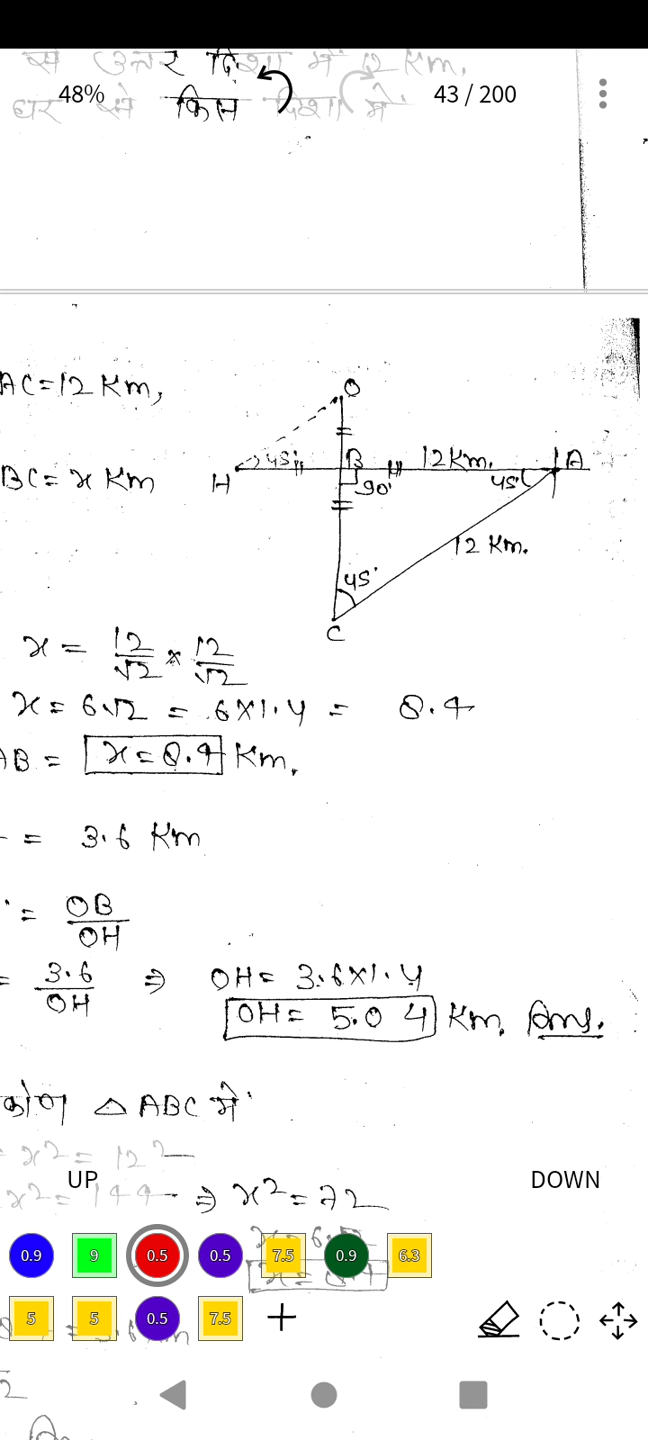 से उत्तर दिशा में 12 Km.
48% 43 / 200
घर से किस दिशा में
AC=12 Km,
O
45° B 12Km. A
H 90° 45°
BC= x Km
12 Km.
45°
C
x = 12/√2 × 12/√2
x = 6√2 = 6×1.4 = 8.4
AB = x = 8.4 Km.
= 3.6 Km
= OB/OH
= 3.6/OH ⇒ OH = 3.6×1.4
OH = 5.04 Km. Ans.
कोण △ ABC में
x² = 12²
x² = 144 ⇒ x² = 72
UP DOWN
0.9 9 0.5 0.5 7.5 0.9 6.3
5 5 0.5 7.5 +